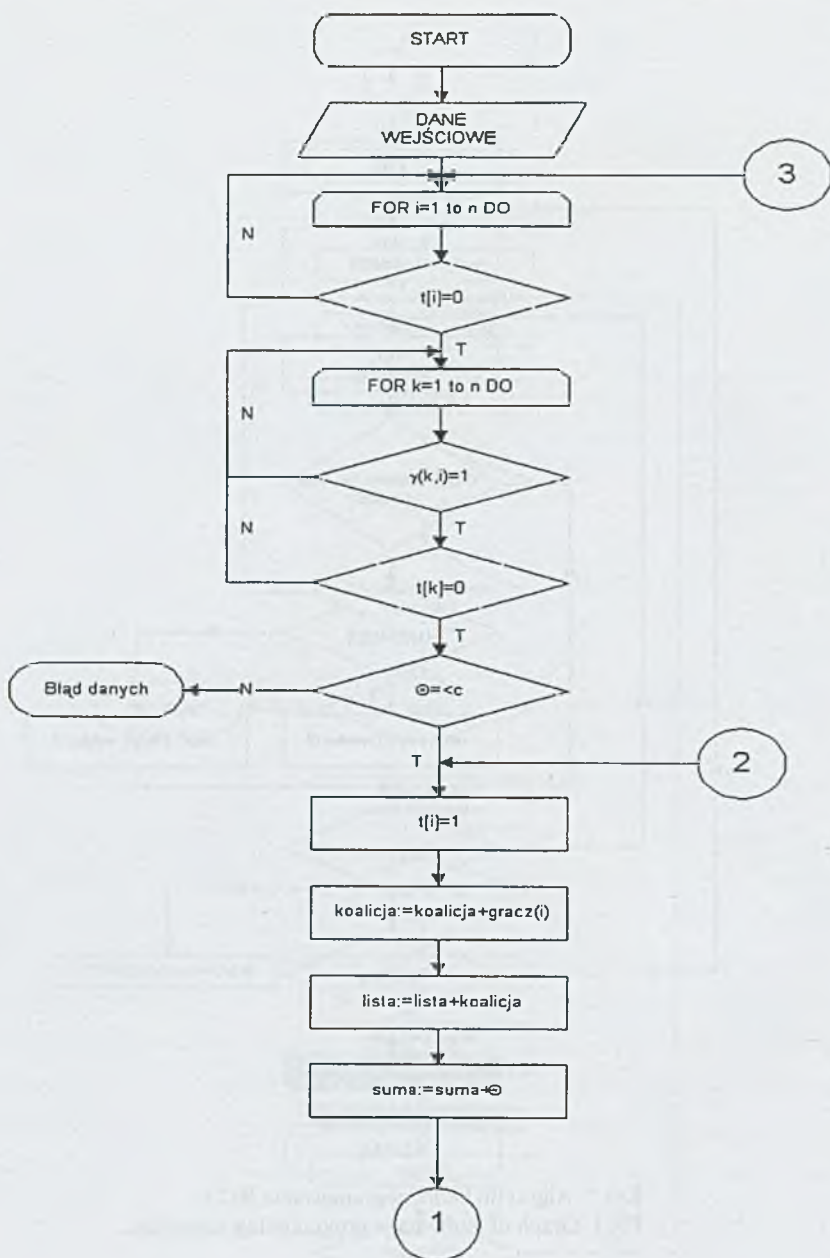 START
DANE
WEJŚCIOWE
3
FOR i=1 to n DO
N
t[i]=0
T
FOR k=1 to n DO
N
γ(k,i)=1
N
T
t[k]=0
T
Błąd danych
N
Θ=<c
T
2
t[i]=1
koalicja:=koalicja+gracz(i)
lista:=lista+koalicja
suma:=suma+Θ
1